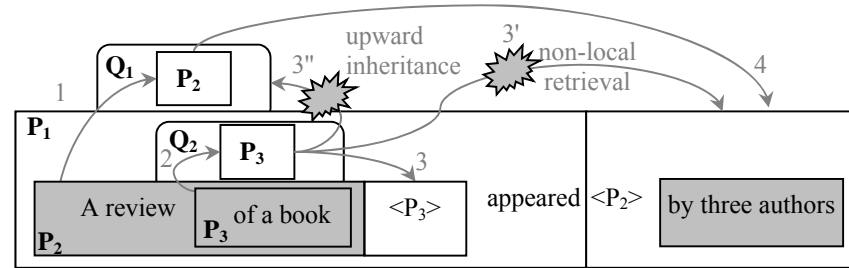 3'
3" upward
inheritance
non-local
retrieval
4
1
Q1
P2
P1
Q2
P3
2
3
A review
of a book
P3
P2
<P3>
appeared
<P2>
by three authors